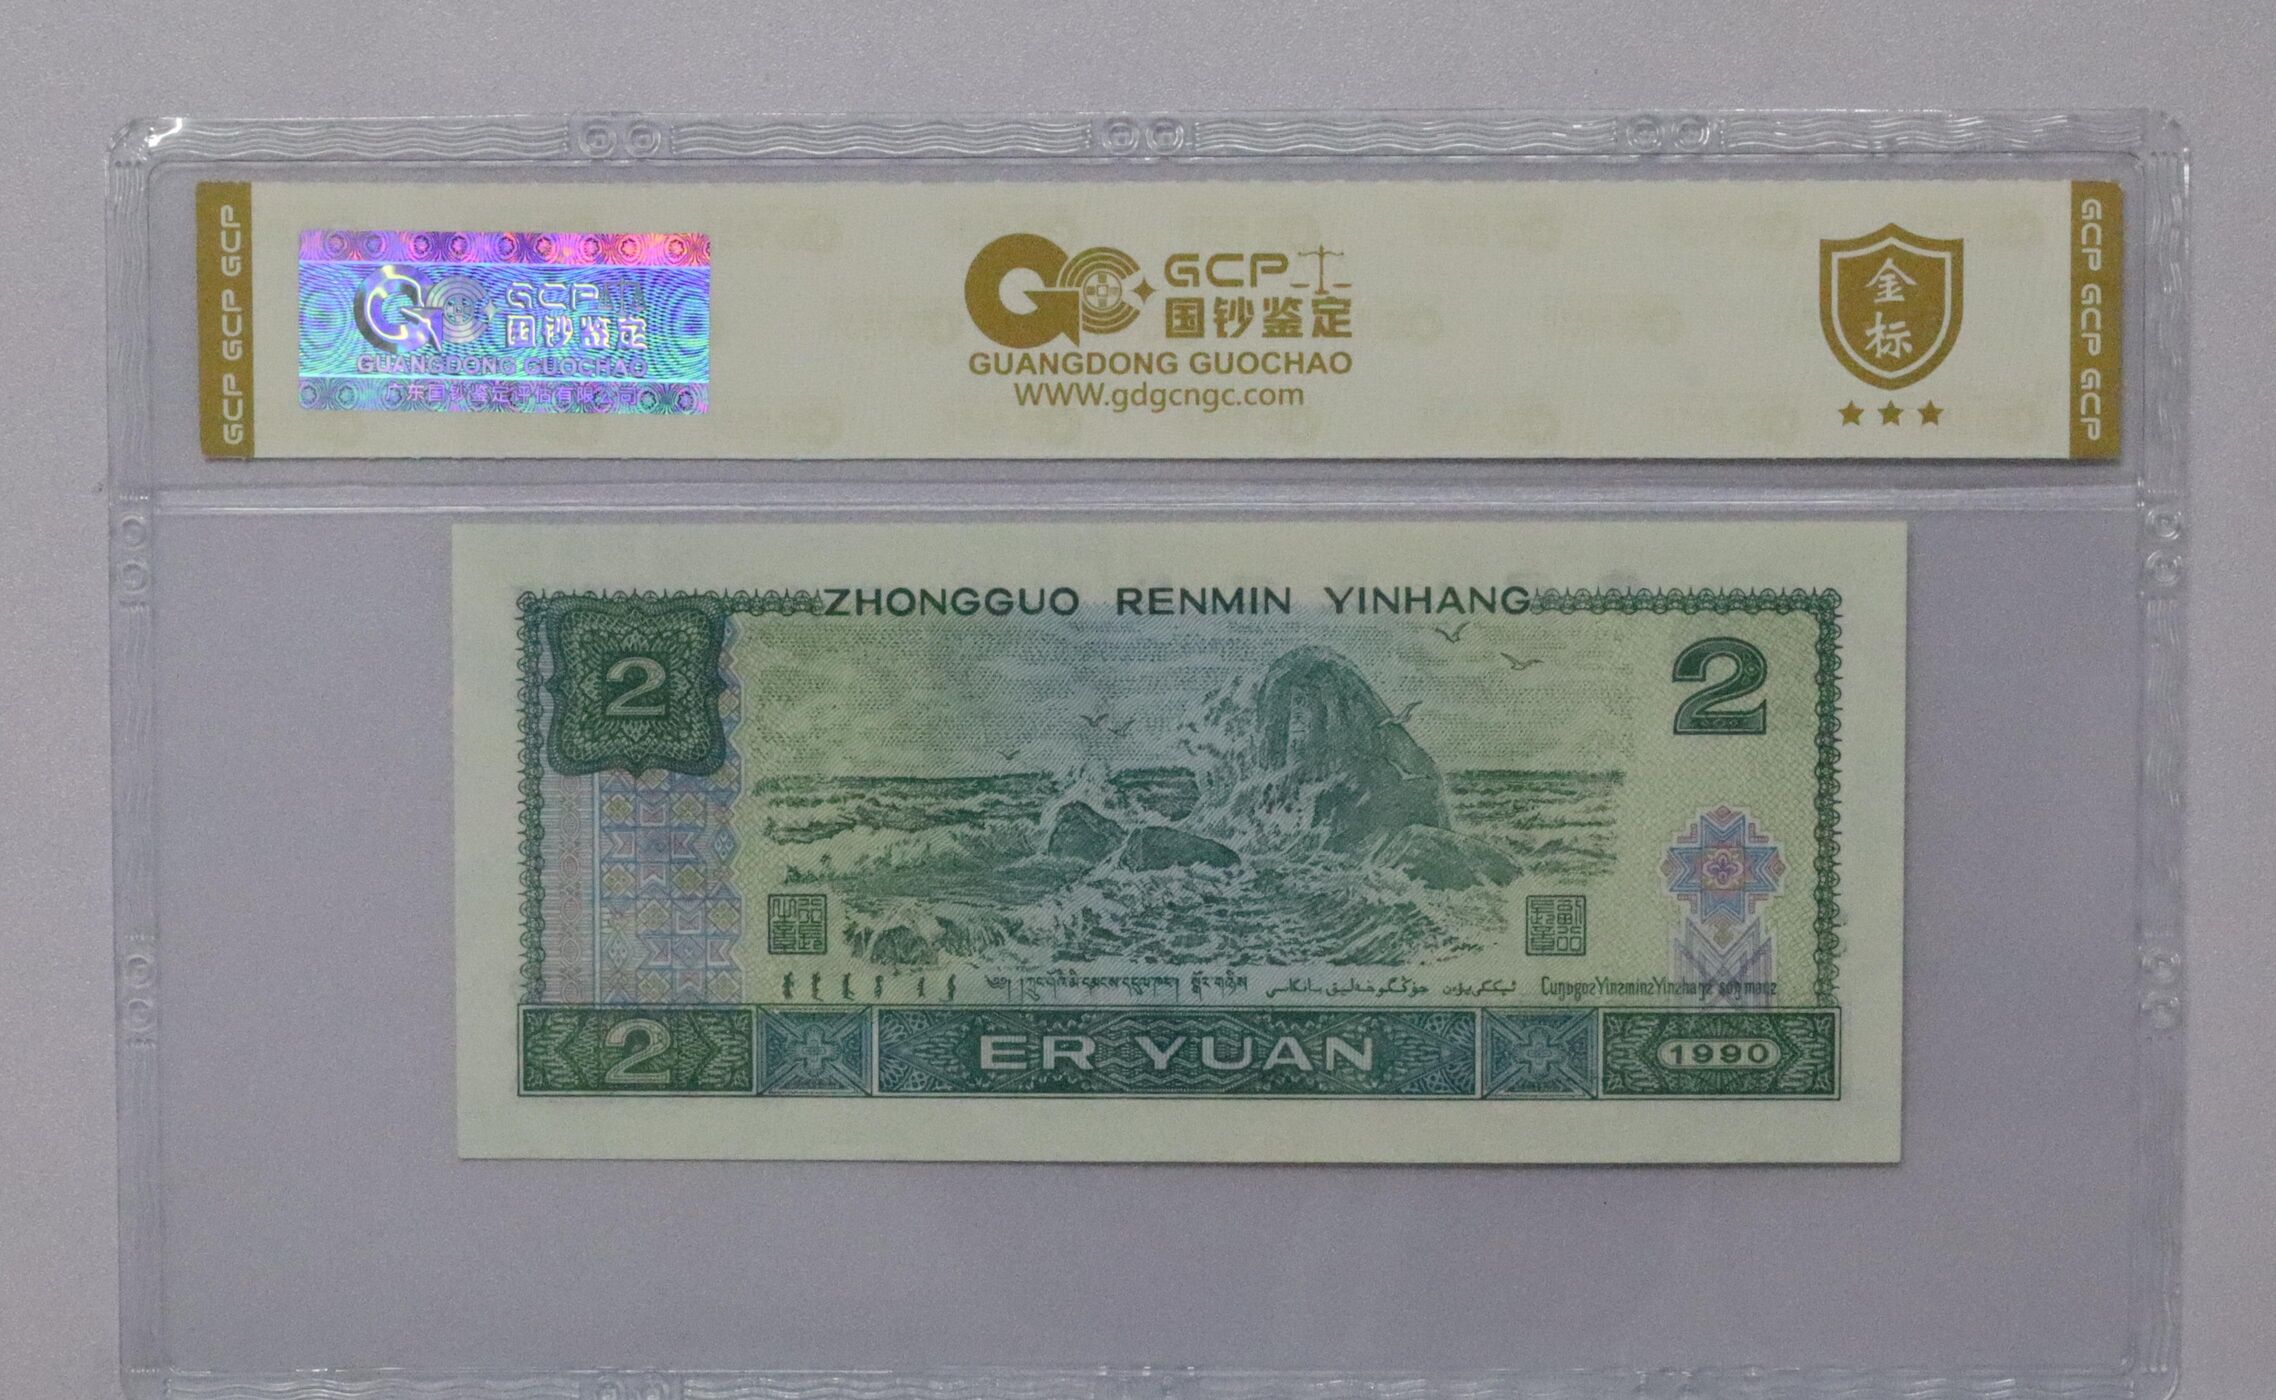 GCP GCP GCP
GCP
国钞鉴定
GUANGDONG GUOCHAO
广东国钞鉴定评估有限公司
GCP
国钞鉴定
GUANGDONG GUOCHAO
WWW.gdgcngc.com
金
标
GCP GCP GCP
ZHONGGUO RENMIN YINHANG
2
2
2
ER YUAN
1990